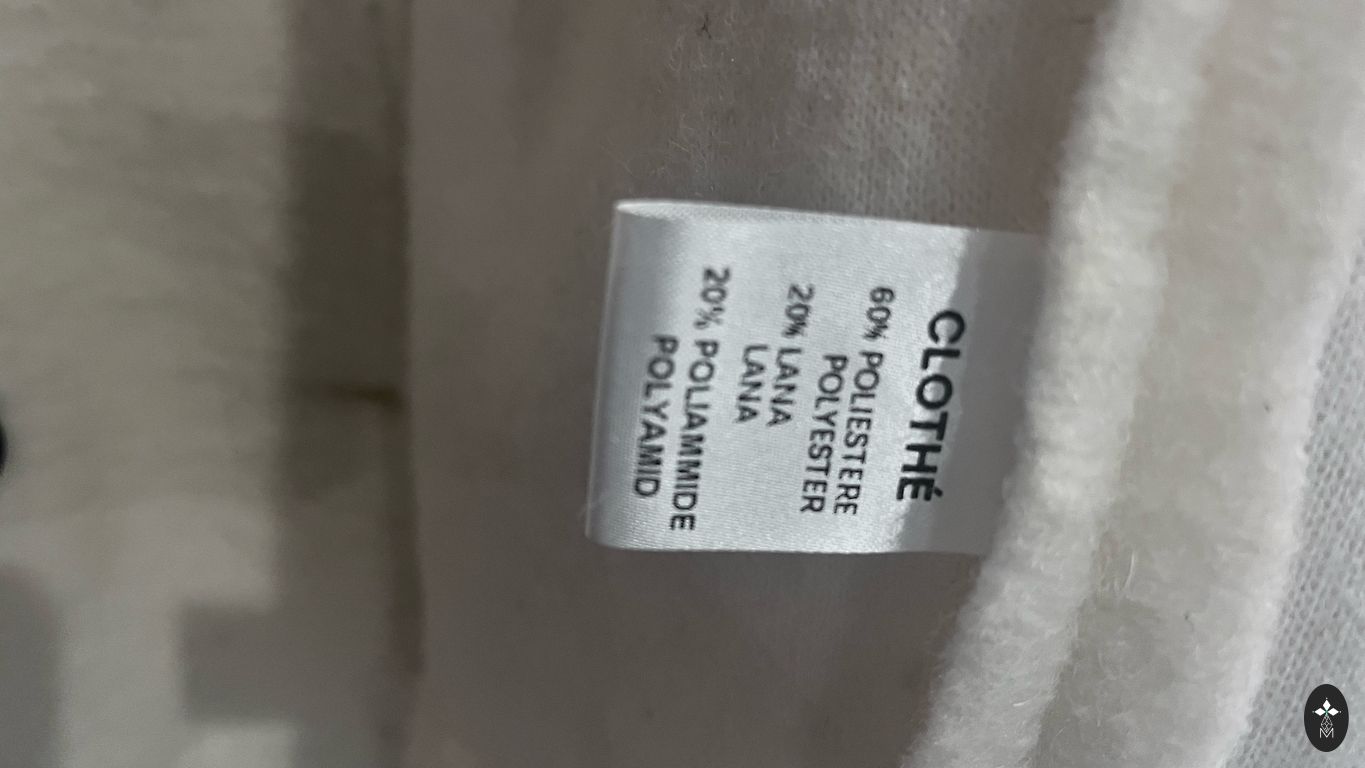 CLOTHÉ
60% POLIESTERE
POLYESTER
20% LANA
LANA
20% POLIAMMIDE
POLYAMID
M